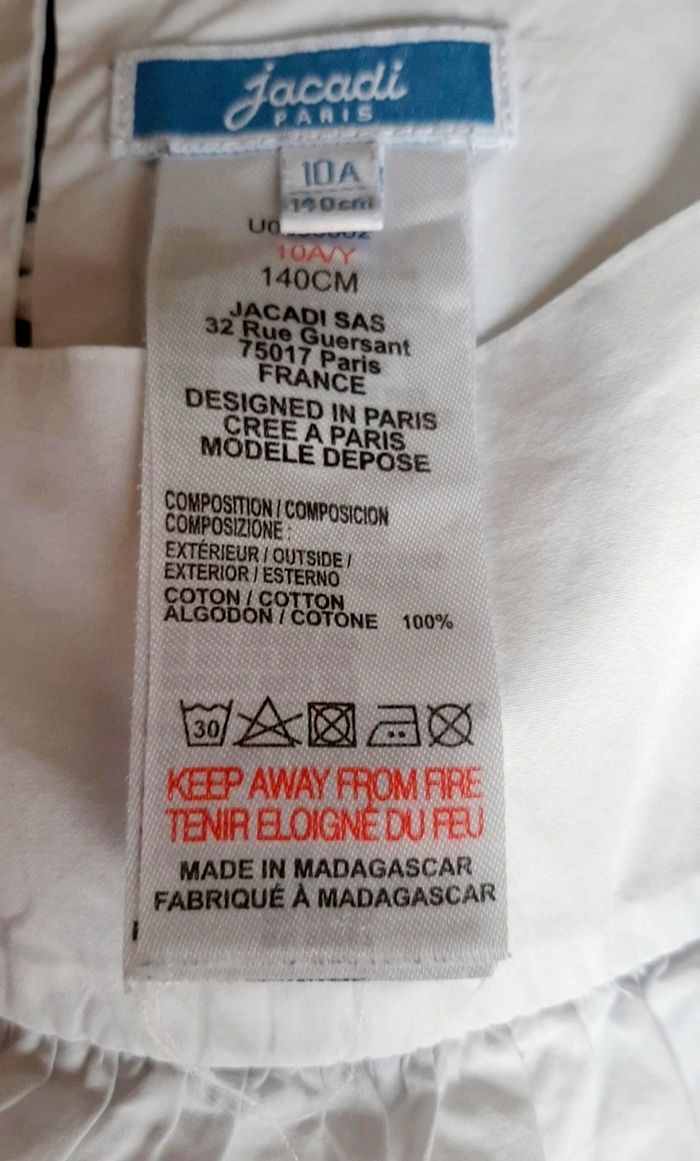 jacadi
PARIS
10A
140cm
10A/Y
140CM
JACADI SAS
32 Rue Guersant
75017 Paris
FRANCE
DESIGNED IN PARIS
CREE A PARIS
MODELE DEPOSE
COMPOSITION / COMPOSICION
COMPOSIZIONE :
EXTÉRIEUR / OUTSIDE /
EXTERIOR / ESTERNO
COTON / COTTON
ALGODON / COTONE 100%
30
KEEP AWAY FROM FIRE
TENIR ELOIGNÉ DU FEU
MADE IN MADAGASCAR
FABRIQUÉ À MADAGASCAR